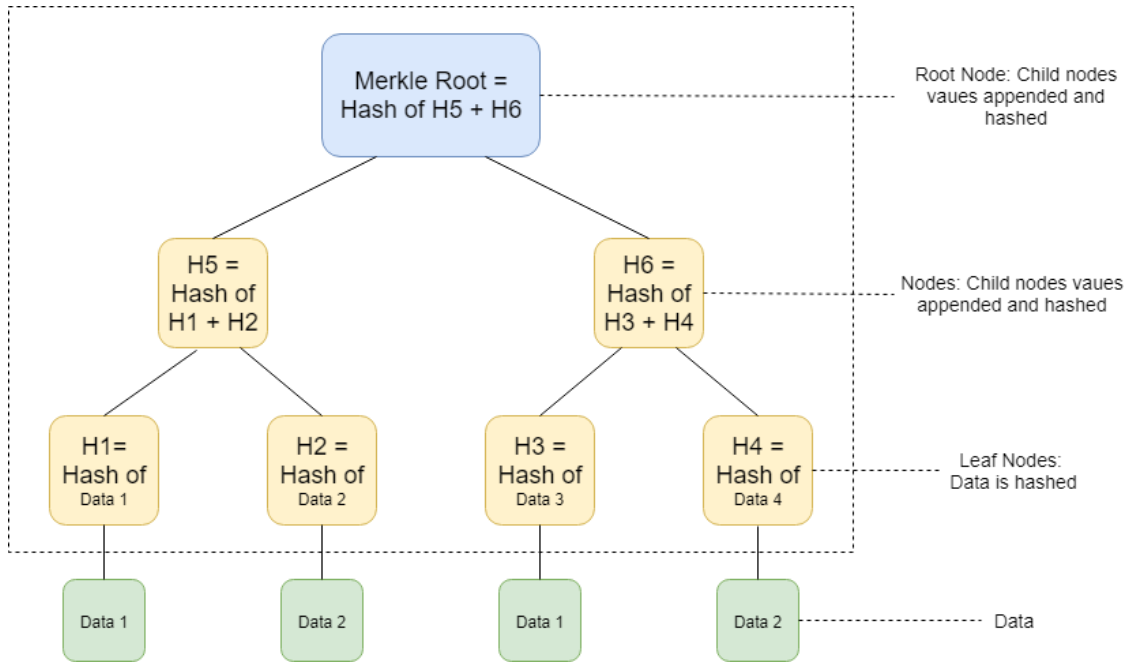 Merkle Root =
Hash of H5 + H6
Root Node: Child nodes
vaues appended and
hashed
H5 =
Hash of
H1 + H2
H6 =
Hash of
H3 + H4
Nodes: Child nodes vaues
appended and hashed
H1=
Hash of
Data 1
H2 =
Hash of
Data 2
H3 =
Hash of
Data 3
H4 =
Hash of
Data 4
Leaf Nodes:
Data is hashed
Data 1
Data 2
Data 1
Data 2
Data